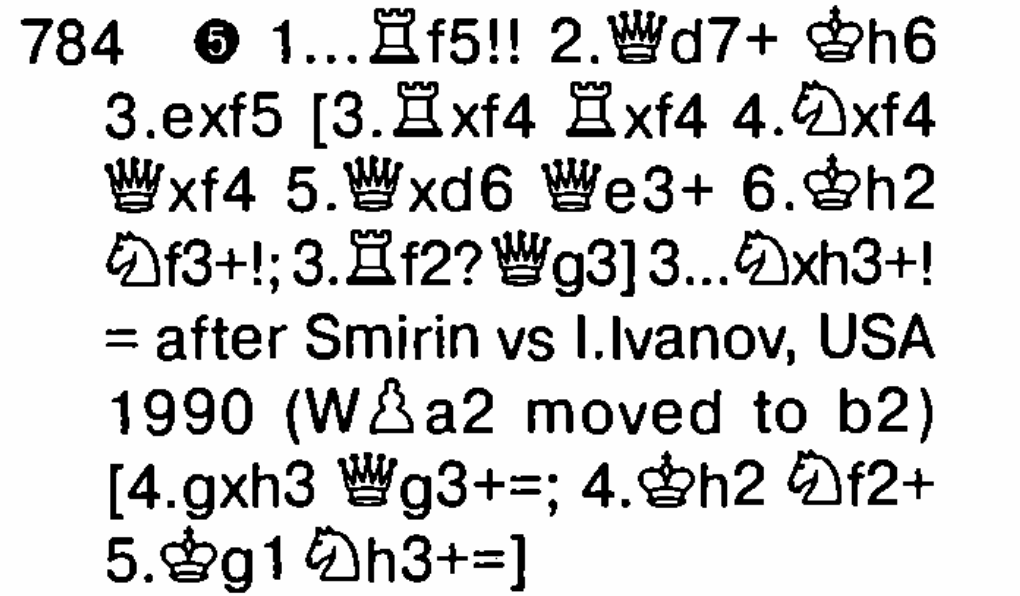 784 ❺ 1...♖f5!! 2.♕d7+ ♔h6
3.exf5 [3.♖xf4 ♖xf4 4.♘xf4
♕xf4 5.♕xd6 ♕e3+ 6.♔h2
♘f3+!; 3.♖f2? ♕g3] 3...♘xh3+!
= after Smirin vs I.Ivanov, USA
1990 (W♙a2 moved to b2)
[4.gxh3 ♕g3+=; 4.♔h2 ♘f2+
5.♔g1 ♘h3+=]